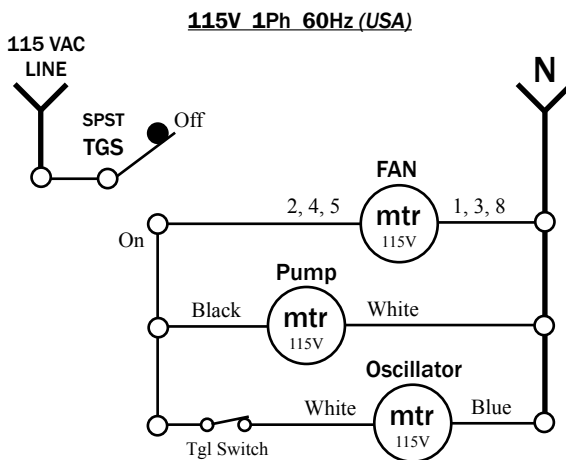 115V 1Ph 60Hz (USA)
115 VAC
LINE
N
SPST
TGS
Off
FAN
2, 4, 5
mtr
115V
1, 3, 8
On
Pump
Black
mtr
115V
White
Oscillator
White
mtr
115V
Blue
Tgl Switch